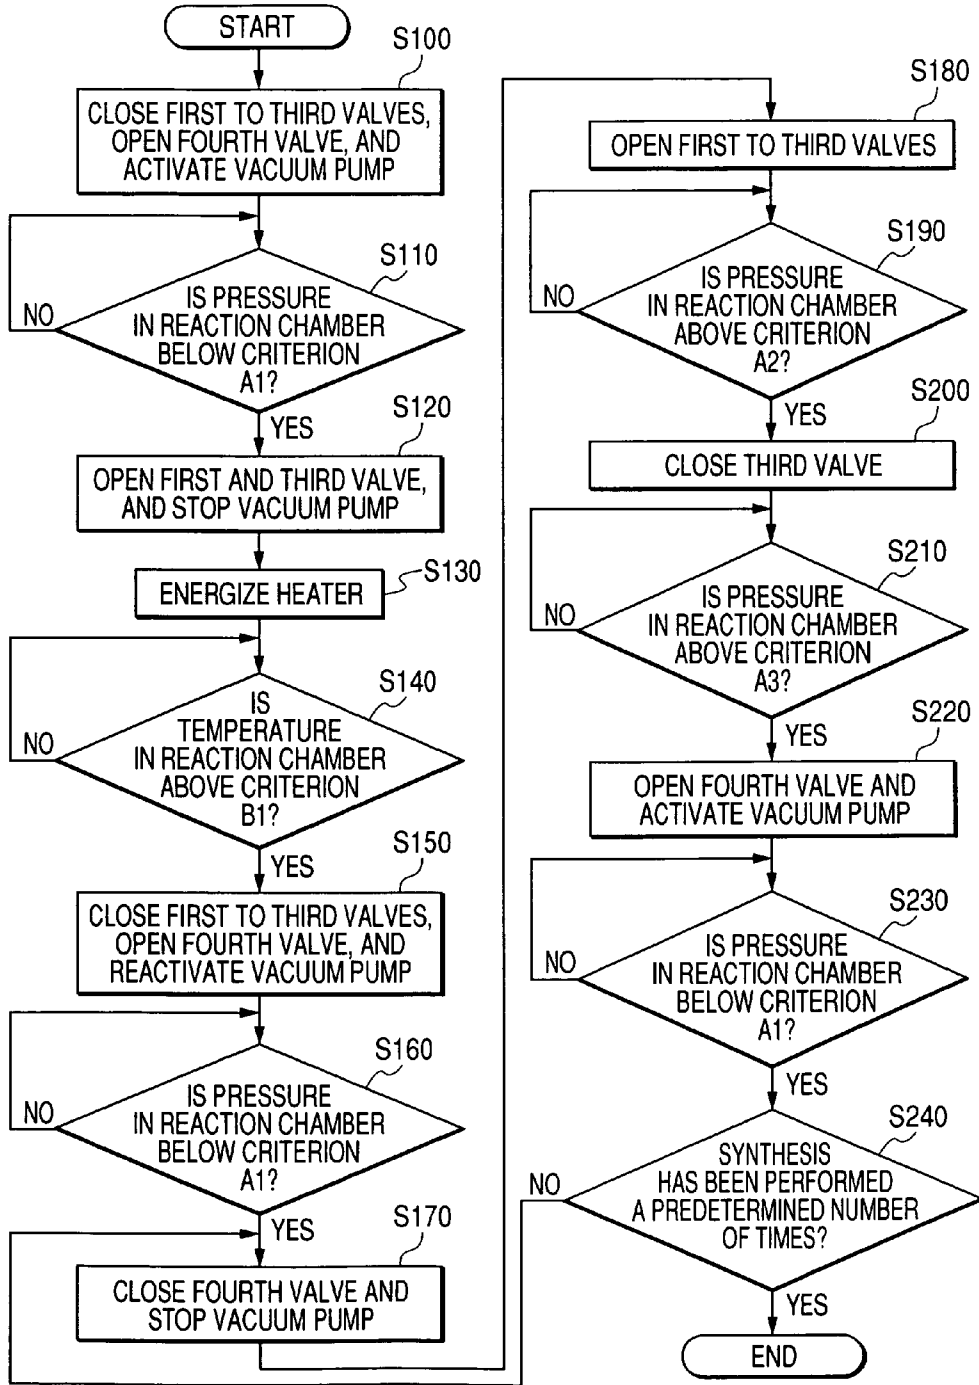 START
S100
CLOSE FIRST TO THIRD VALVES,
OPEN FOURTH VALVE, AND
ACTIVATE VACUUM PUMP
S110
IS PRESSURE
IN REACTION CHAMBER
BELOW CRITERION
A1?
NO
YES
S120
OPEN FIRST AND THIRD VALVE,
AND STOP VACUUM PUMP
S130
ENERGIZE HEATER
S140
IS
TEMPERATURE
IN REACTION CHAMBER
ABOVE CRITERION
B1?
NO
YES
S150
CLOSE FIRST TO THIRD VALVES,
OPEN FOURTH VALVE, AND
REACTIVATE VACUUM PUMP
S160
IS PRESSURE
IN REACTION CHAMBER
BELOW CRITERION
A1?
NO
YES
S170
CLOSE FOURTH VALVE AND
STOP VACUUM PUMP
S180
OPEN FIRST TO THIRD VALVES
S190
IS PRESSURE
IN REACTION CHAMBER
ABOVE CRITERION
A2?
NO
YES
S200
CLOSE THIRD VALVE
S210
IS PRESSURE
IN REACTION CHAMBER
ABOVE CRITERION
A3?
NO
YES
S220
OPEN FOURTH VALVE AND
ACTIVATE VACUUM PUMP
S230
IS PRESSURE
IN REACTION CHAMBER
BELOW CRITERION
A1?
NO
YES
S240
SYNTHESIS
HAS BEEN PERFORMED
A PREDETERMINED NUMBER
OF TIMES?
NO
YES
END